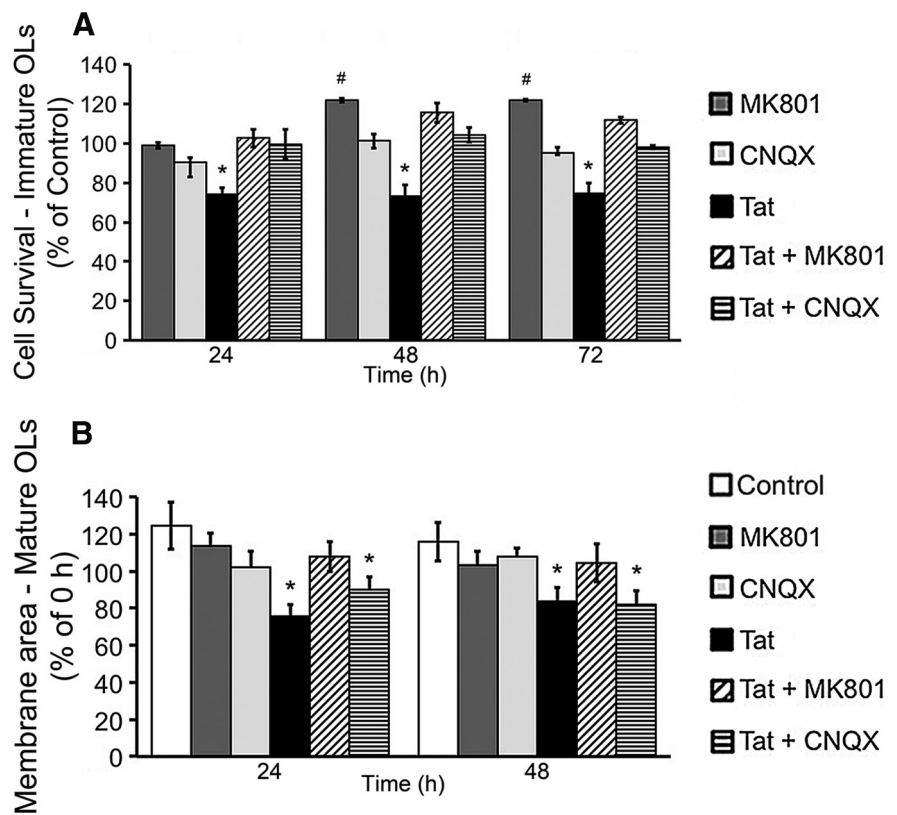 A
Cell Survival - Immature OLs
(% of Control)
140
120
100
80
60
40
20
0
#
#
*
*
*
24
48
72
Time (h)
MK801
CNQX
Tat
Tat + MK801
Tat + CNQX
B
Membrane area - Mature OLs
(% of 0 h)
140
120
100
80
60
40
20
0
*
*
*
*
24
48
Time (h)
Control
MK801
CNQX
Tat
Tat + MK801
Tat + CNQX